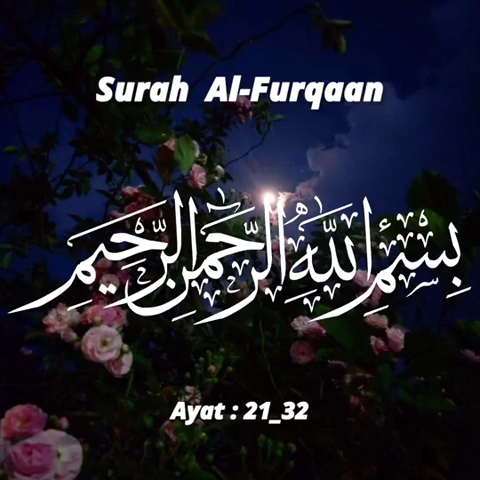 Surah Al-Furqaan
بِسْمِ اللَّهِ الرَّحْمٰنِ الرَّحِيمِ
Ayat : 21_32